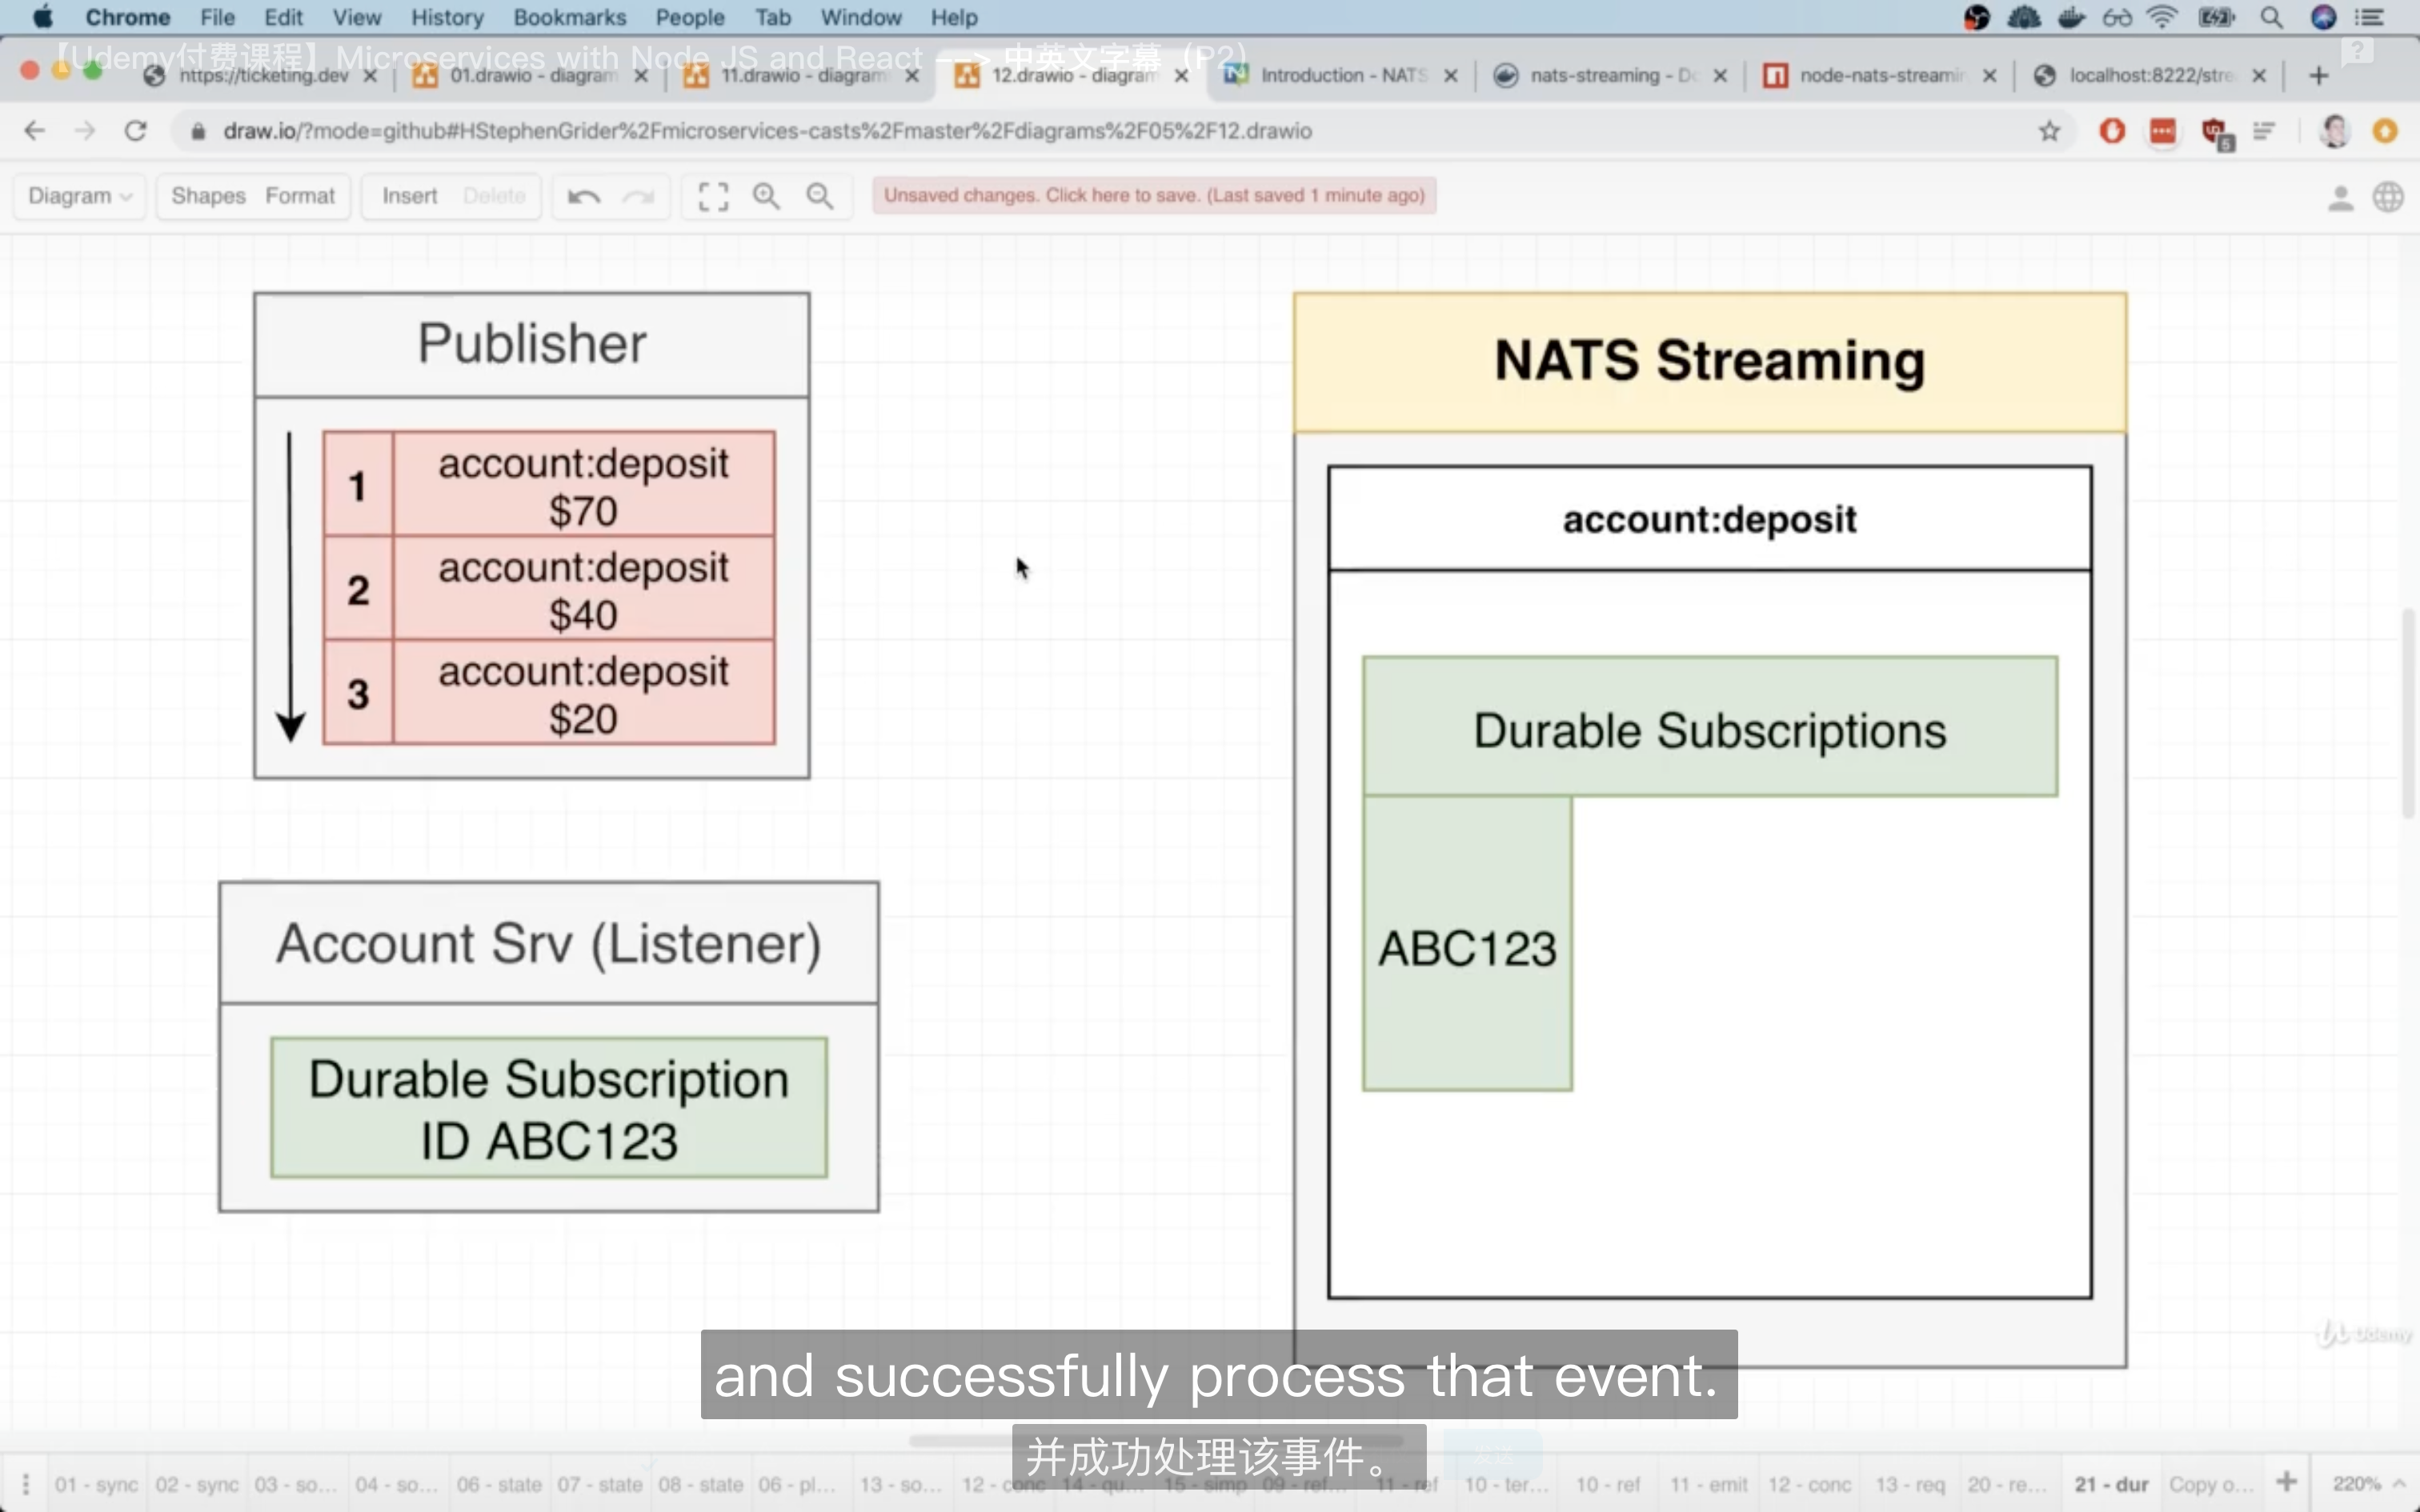 Chrome File Edit View History Bookmarks People Tab Window Help
【Udemy付费课程】Microservices with Node JS and React --> 中英文字幕（P2）
https://ticketing.dev
01.drawio - diagram
11.drawio - diagram
12.drawio - diagram
Introduction - NATS
nats-streaming - Do
node-nats-streamin
localhost:8222/stre
draw.io/?mode=github#HStephenGrider%2Fmicroservices-casts%2Fmaster%2Fdiagrams%2F05%2F12.drawio
Diagram Shapes Format Insert Delete Unsaved changes. Click here to save. (Last saved 1 minute ago)
Publisher
1 account:deposit
$70
2 account:deposit
$40
3 account:deposit
$20
Account Srv (Listener)
Durable Subscription
ID ABC123
NATS Streaming
account:deposit
Durable Subscriptions
ABC123
Udemy
and successfully process that event.
并成功处理该事件。
01 - sync 02 - sync 03 - so... 04 - so... 06 - state 07 - state 08 - state 06 - pl... 13 - so... 12 - conc 14 - qu... 15 - simp 09 - ref... 11 - ref 10 - ter... 10 - ref 11 - emit 12 - conc 13 - req 20 - re... 21 - dur Copy o... 220%